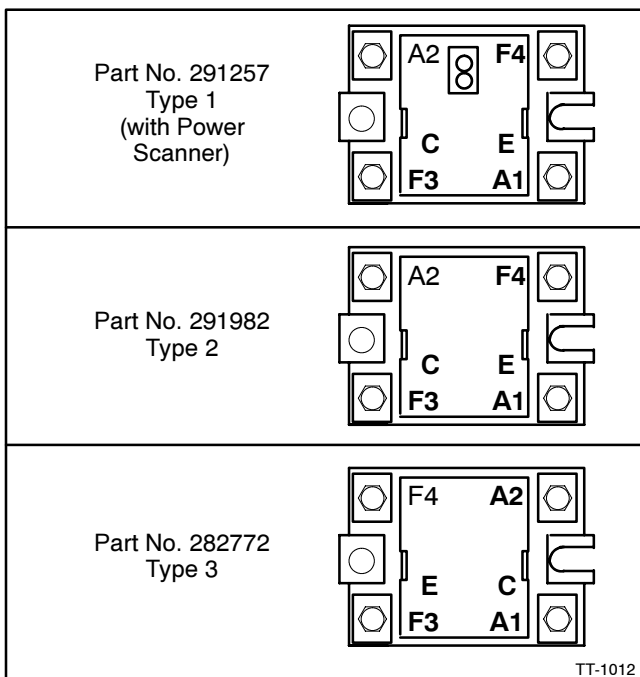 Part No. 291257
Type 1
(with Power
Scanner)
A2 F4
C E
F3 A1
Part No. 291982
Type 2
A2 F4
C E
F3 A1
Part No. 282772
Type 3
F4 A2
E C
F3 A1
TT-1012